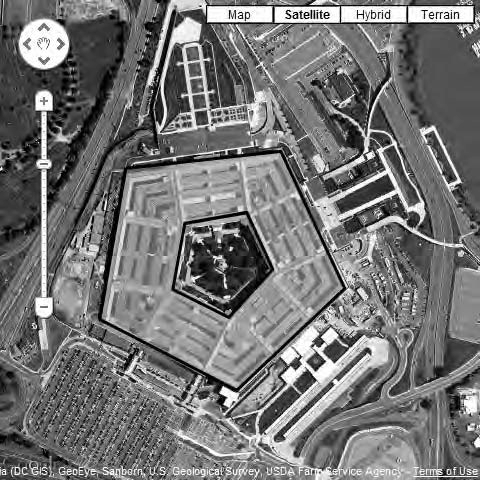 Map Satellite Hybrid Terrain
ia (DC GIS), GeoEye, Sanborn, U.S. Geological Survey, USDA Farm Service Agency - Terms of Use